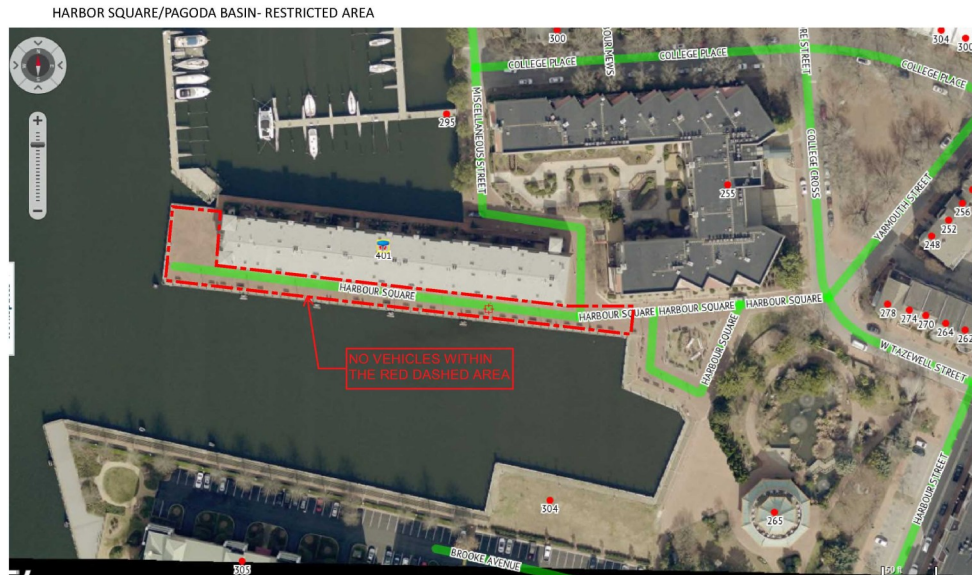 HARBOR SQUARE/PAGODA BASIN- RESTRICTED AREA
300
304
300
COLLEGE PLACE
COLLEGE PLACE
COLLEGE PLACE
MISCELLANEOUS STREET
COLLEGE CROSS
295
255
256
252
248
YARMOUTH STREET
401
HARBOUR SQUARE
HARBOUR SQUARE
HARBOUR SQUARE
HARBOUR SQUARE
HARBOUR SQUARE
278
274
270
264
262
W TAZEWELL STREET
NO VEHICLES WITHIN
THE RED DASHED AREA
304
265
HARBOUR STREET
305
BROOKE AVENUE